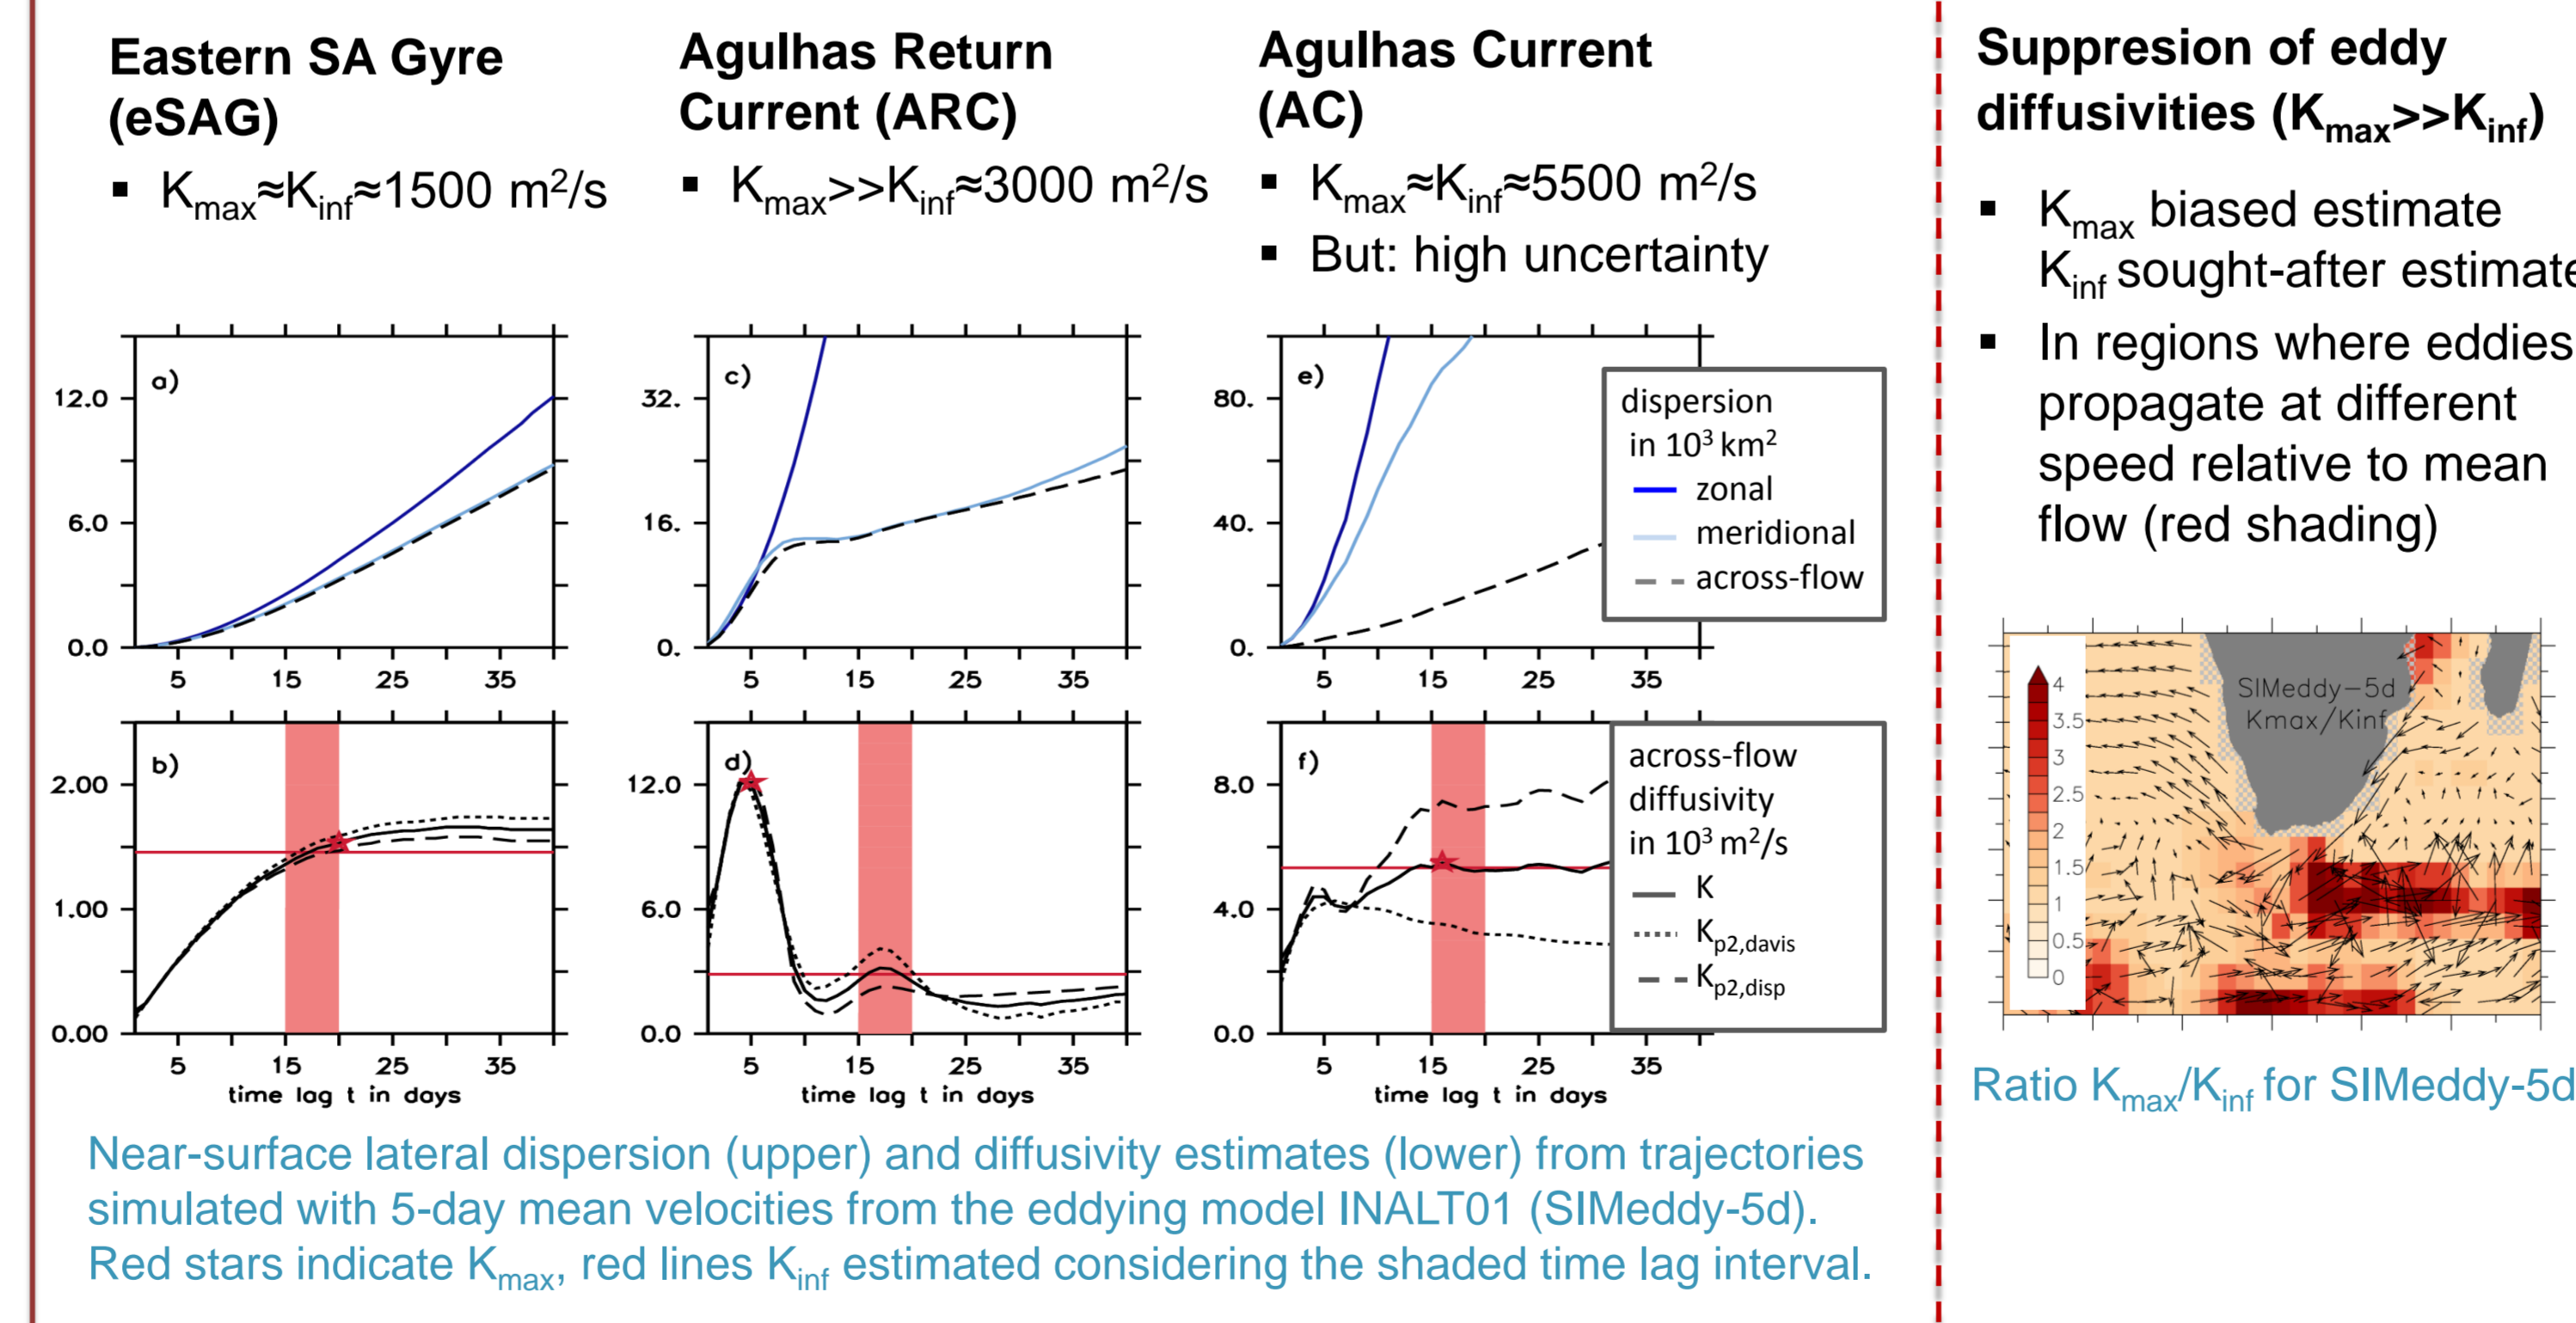 Eastern SA Gyre
(eSAG)
▪ Kmax≈Kinf≈1500 m²/s
Agulhas Return
Current (ARC)
▪ Kmax>>Kinf≈3000 m²/s
Agulhas Current
(AC)
▪ Kmax≈Kinf≈5500 m²/s
▪ But: high uncertainty
a)
12.0
6.0
0.0
5 15 25 35
c)
32.
16.
0.
5 15 25 35
e)
80.
40.
0.
5 15 25 35
dispersion
in 10³ km²
zonal
meridional
across-flow
b)
2.00
1.00
0.00
5 15 25 35
time lag t in days
d)
12.0
6.0
0.0
5 15 25 35
time lag t in days
f)
8.0
4.0
0.0
5 15 25 35
time lag t in days
across-flow
diffusivity
in 10³ m²/s
K
Kp2,davis
Kp2,disp
Near-surface lateral dispersion (upper) and diffusivity estimates (lower) from trajectories
simulated with 5-day mean velocities from the eddying model INALT01 (SIMeddy-5d).
Red stars indicate Kmax, red lines Kinf estimated considering the shaded time lag interval.
Suppresion of eddy
diffusivities (Kmax>>Kinf)
▪ Kmax biased estimate
Kinf sought-after estimate
▪ In regions where eddies
propagate at different
speed relative to mean
flow (red shading)
SIMeddy-5d
Kmax/Kinf
4
3.5
3
2.5
2
1.5
1
0.5
0
Ratio Kmax/Kinf for SIMeddy-5d